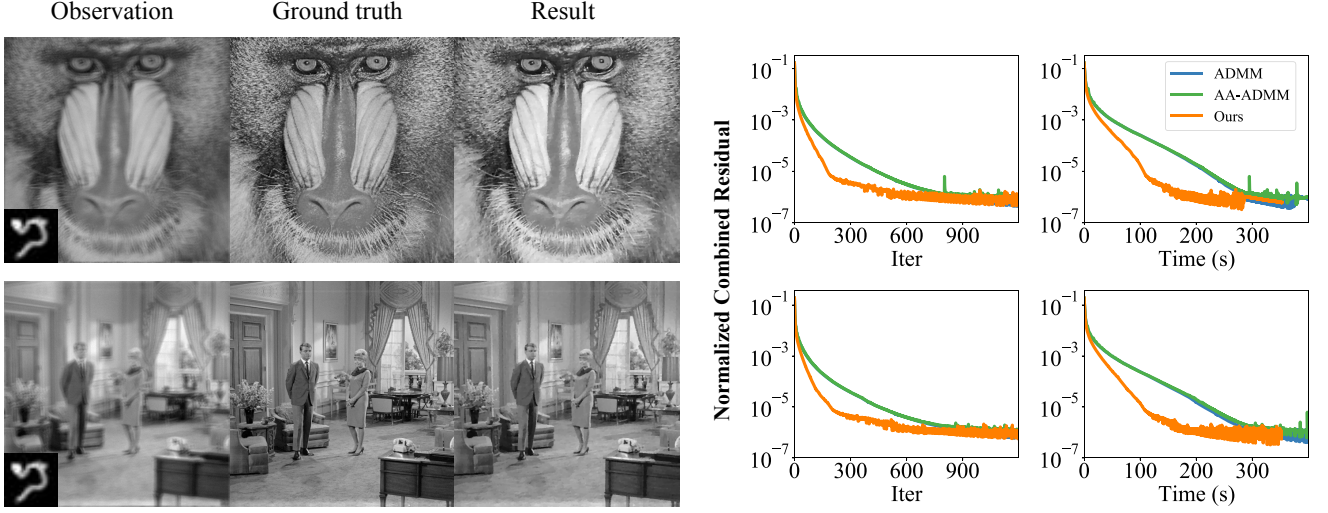 Observation Ground truth Result
Normalized Combined Residual
10⁻¹
10⁻³
10⁻⁵
10⁻⁷
0 300 600 900
Iter
10⁻¹
10⁻³
10⁻⁵
10⁻⁷
0 100 200 300
Time (s)
ADMM
AA-ADMM
Ours
10⁻¹
10⁻³
10⁻⁵
10⁻⁷
0 300 600 900
Iter
10⁻¹
10⁻³
10⁻⁵
10⁻⁷
0 100 200 300
Time (s)